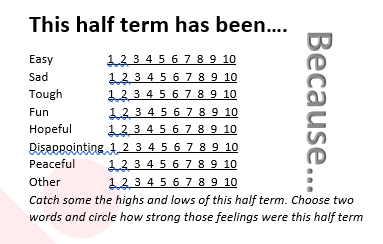 This half term has been….
Easy 1 2 3 4 5 6 7 8 9 10
Sad 1 2 3 4 5 6 7 8 9 10
Tough 1 2 3 4 5 6 7 8 9 10
Fun 1 2 3 4 5 6 7 8 9 10
Hopeful 1 2 3 4 5 6 7 8 9 10
Disappointing 1 2 3 4 5 6 7 8 9 10
Peaceful 1 2 3 4 5 6 7 8 9 10
Other 1 2 3 4 5 6 7 8 9 10
Catch some the highs and lows of this half term. Choose two
words and circle how strong those feelings were this half term
Because...